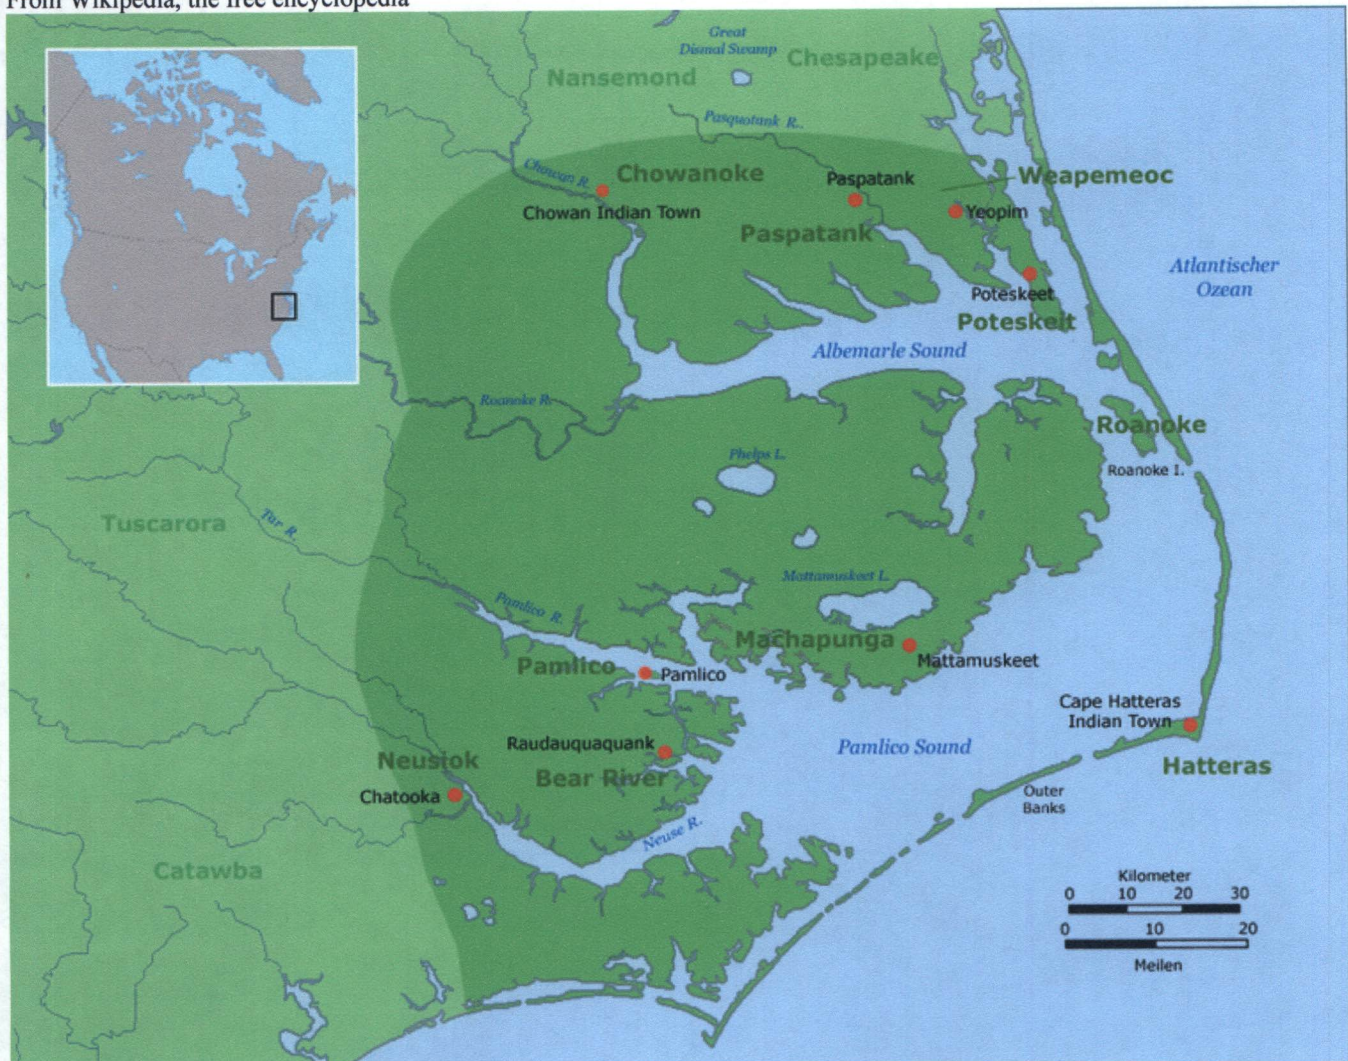 From Wikipedia, the free encyclopedia
Great
Dismal Swamp
Chesapeake
Nansemond
Pasquotank R.
Chowan R.
Chowanoke
Paspatank
Weapemeoc
Chowan Indian Town
Yeopim
Paspatank
Atlantischer
Ozean
Poteskeet
Poteskeit
Albemarle Sound
Roanoke R.
Roanoke
Phelps L.
Roanoke I.
Tuscarora
Tar R.
Mattamuskeet L.
Pamlico R.
Machapunga
Pamlico
Mattamuskeet
Pamlico
Cape Hatteras
Indian Town
Raudauquaquank
Pamlico Sound
Neusiok
Hatteras
Bear River
Chatooka
Outer
Banks
Neuse R.
Catawba
Kilometer
0 10 20 30
0 10 20
Meilen